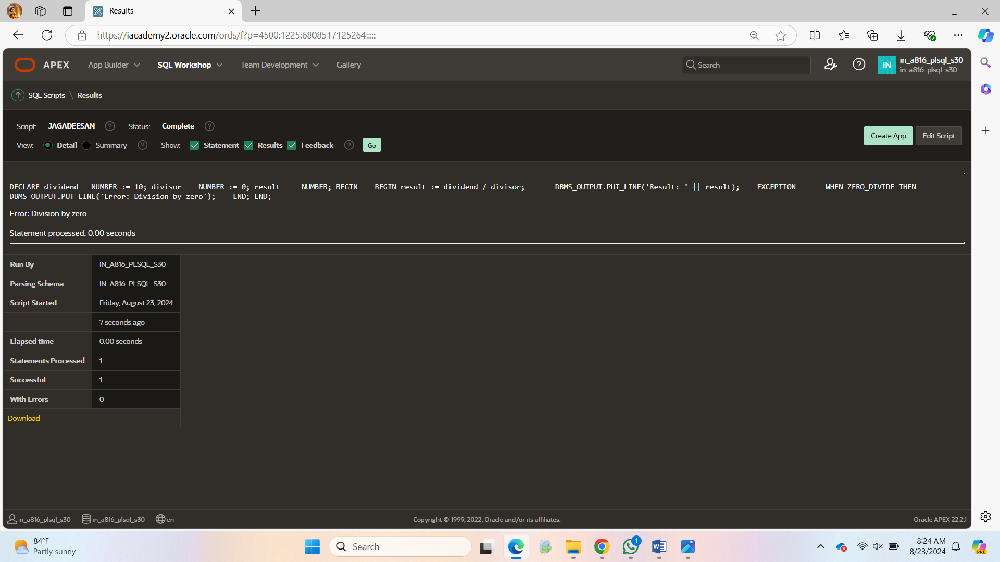 Results
https://iacademy2.oracle.com/ords/f?p=4500:1225:6808517125264:::::
APEX App Builder SQL Workshop Team Development Gallery Search IN in_a816_plsql_s30
in_a816_plsql_s30
SQL Scripts \ Results
Script: JAGADEESAN ? Status: Complete ?
View: Detail Summary ? Show: Statement Results Feedback ? Go Create App Edit Script
DECLARE dividend NUMBER := 10; divisor NUMBER := 0; result NUMBER; BEGIN BEGIN result := dividend / divisor; DBMS_OUTPUT.PUT_LINE('Result: ' || result); EXCEPTION WHEN ZERO_DIVIDE THEN
DBMS_OUTPUT.PUT_LINE('Error: Division by zero'); END; END;
Error: Division by zero
Statement processed. 0.00 seconds
Run By IN_A816_PLSQL_S30
Parsing Schema IN_A816_PLSQL_S30
Script Started Friday, August 23, 2024
7 seconds ago
Elapsed time 0.00 seconds
Statements Processed 1
Successful 1
With Errors 0
Download
in_a816_plsql_s30 in_a816_plsql_s30 en Copyright © 1999, 2022, Oracle and/or its affiliates. Oracle APEX 22.2.1
84°F
Partly sunny
Search
1
8:24 AM
8/23/2024
PRE